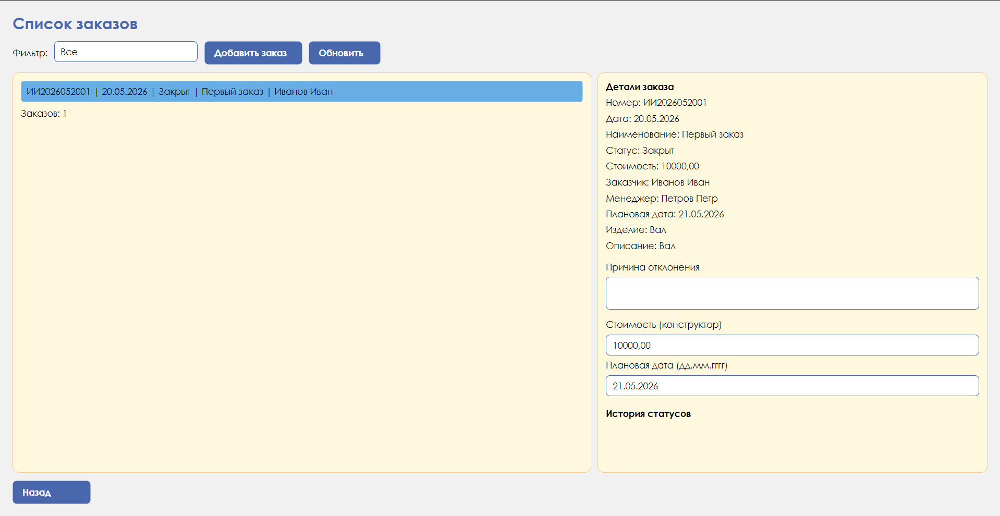 Список заказов
Фильтр: Все Добавить заказ Обновить
ИИ2026052001 | 20.05.2026 | Закрыт | Первый заказ | Иванов Иван
Заказов: 1
Детали заказа
Номер: ИИ2026052001
Дата: 20.05.2026
Наименование: Первый заказ
Статус: Закрыт
Стоимость: 10000,00
Заказчик: Иванов Иван
Менеджер: Петров Петр
Плановая дата: 21.05.2026
Изделие: Вал
Описание: Вал
Причина отклонения
Стоимость (конструктор)
10000,00
Плановая дата (дд.мм.гггг)
21.05.2026
История статусов
Назад